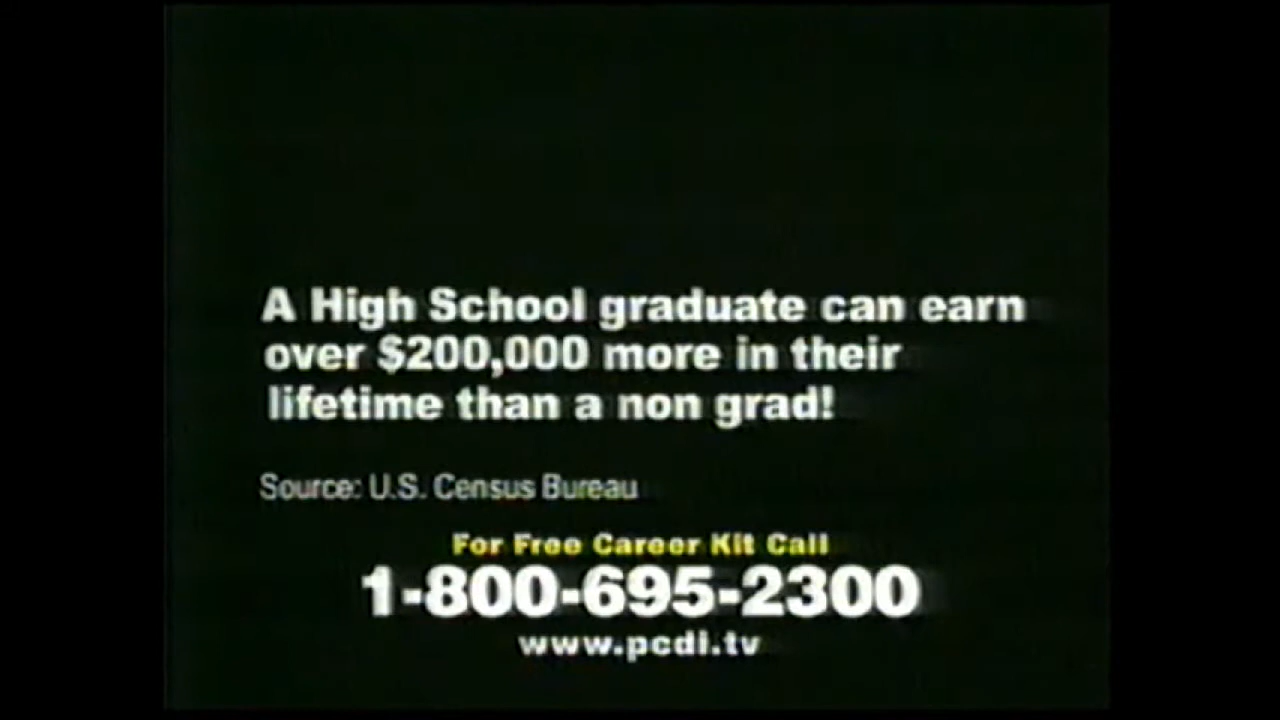 A High School graduate can earn
over $200,000 more in their
lifetime than a non grad!
Source: U.S. Census Bureau
For Free Career Kit Call
1-800-695-2300
www.pcdi.tv